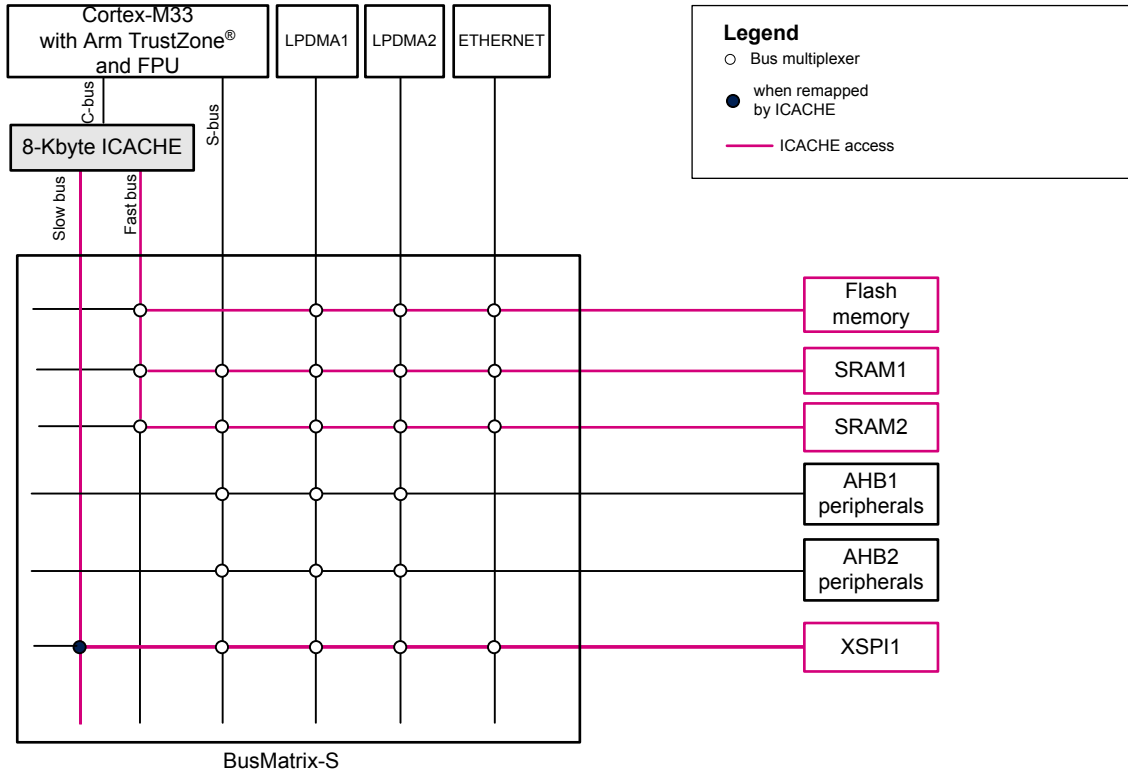 Cortex-M33
with Arm TrustZone®
and FPU
LPDMA1
LPDMA2
ETHERNET
Legend
Bus multiplexer
when remapped
by ICACHE
ICACHE access
C-bus
S-bus
8-Kbyte ICACHE
Slow bus
Fast bus
Flash
memory
SRAM1
SRAM2
AHB1
peripherals
AHB2
peripherals
XSPI1
BusMatrix-S